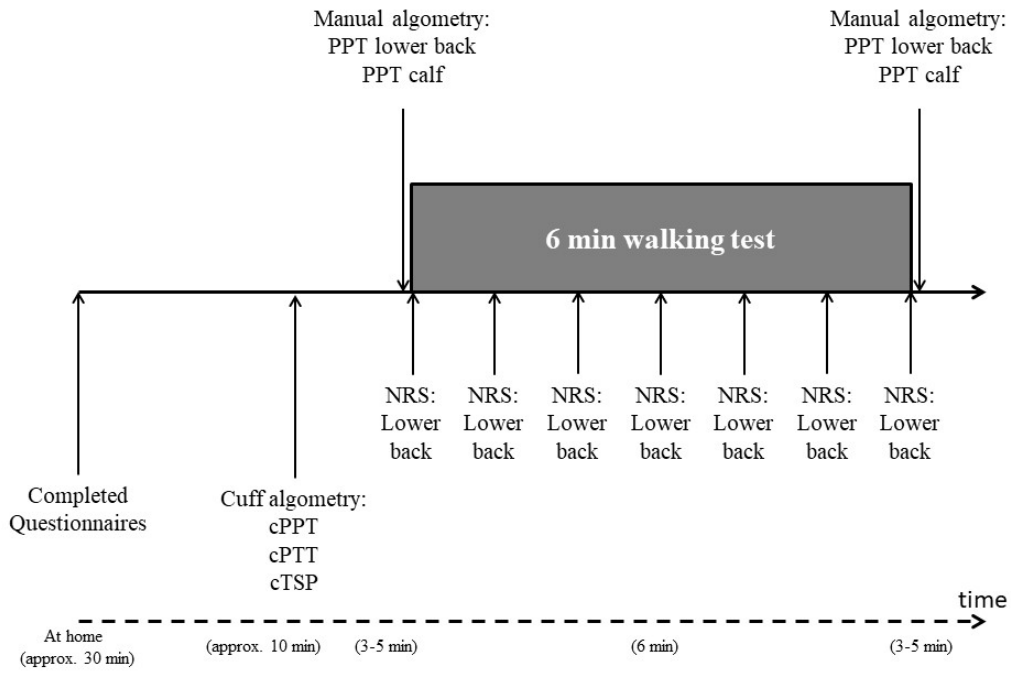 Manual algometry:
PPT lower back
PPT calf
Manual algometry:
PPT lower back
PPT calf
6 min walking test
NRS:
Lower
back
NRS:
Lower
back
NRS:
Lower
back
NRS:
Lower
back
NRS:
Lower
back
NRS:
Lower
back
NRS:
Lower
back
Completed
Questionnaires
Cuff algometry:
cPPT
cPTT
cTSP
time
At home
(approx. 30 min)
(approx. 10 min)
(3-5 min)
(6 min)
(3-5 min)